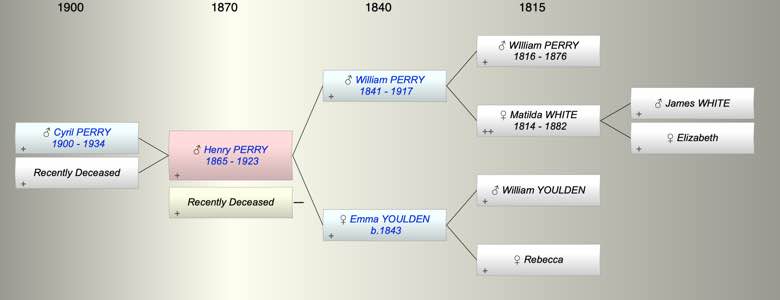 1900
1870
1840
1815
♂ Cyril PERRY
1900 - 1934
+
Recently Deceased
+
♂ Henry PERRY
1865 - 1923
+
Recently Deceased
+
♂ William PERRY
1841 - 1917
+
♀ Emma YOULDEN
b.1843
+
♂ WIlliam PERRY
1816 - 1876
+
♀ Matilda WHITE
1814 - 1882
++
♂ William YOULDEN
+
♀ Rebecca
+
♂ James WHITE
+
♀ Elizabeth
+